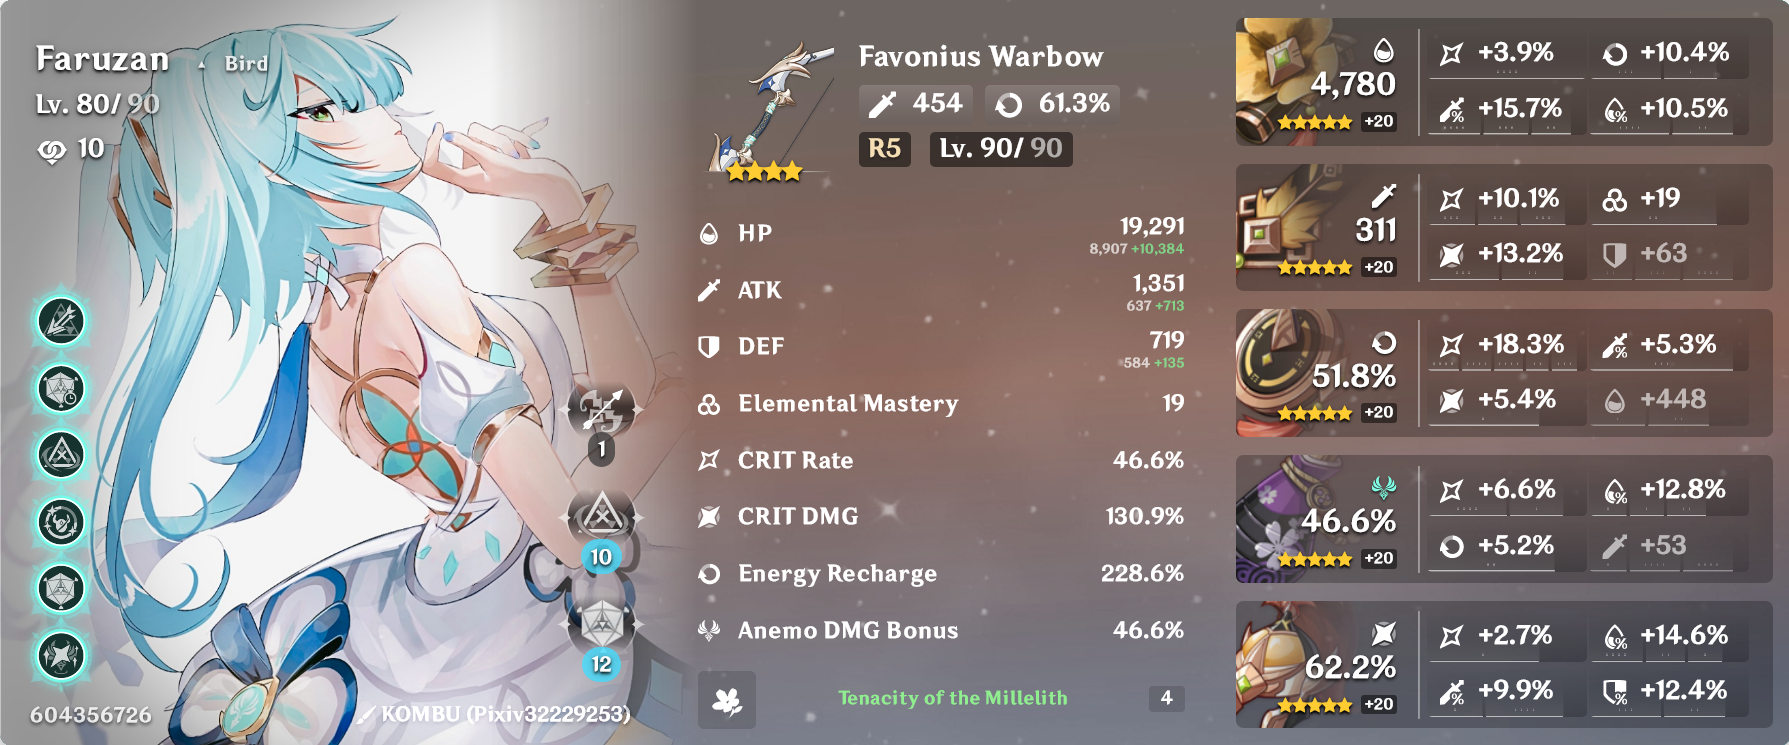 Faruzan
Bird
Lv. 80/ 90
10
1
10
12
604356726
KOMBU (Pixiv32229253)
Favonius Warbow
454 61.3%
R5 Lv. 90/ 90
HP 19,291
8,907 +10,384
ATK 1,351
637 +713
DEF 719
584 +135
Elemental Mastery 19
CRIT Rate 46.6%
CRIT DMG 130.9%
Energy Recharge 228.6%
Anemo DMG Bonus 46.6%
Tenacity of the Millelith 4
4,780
+20
+3.9% +10.4%
+15.7% +10.5%
311
+20
+10.1% +19
+13.2% +63
51.8%
+20
+18.3% +5.3%
+5.4% +448
46.6%
+20
+6.6% +12.8%
+5.2% +53
62.2%
+20
+2.7% +14.6%
+9.9% +12.4%